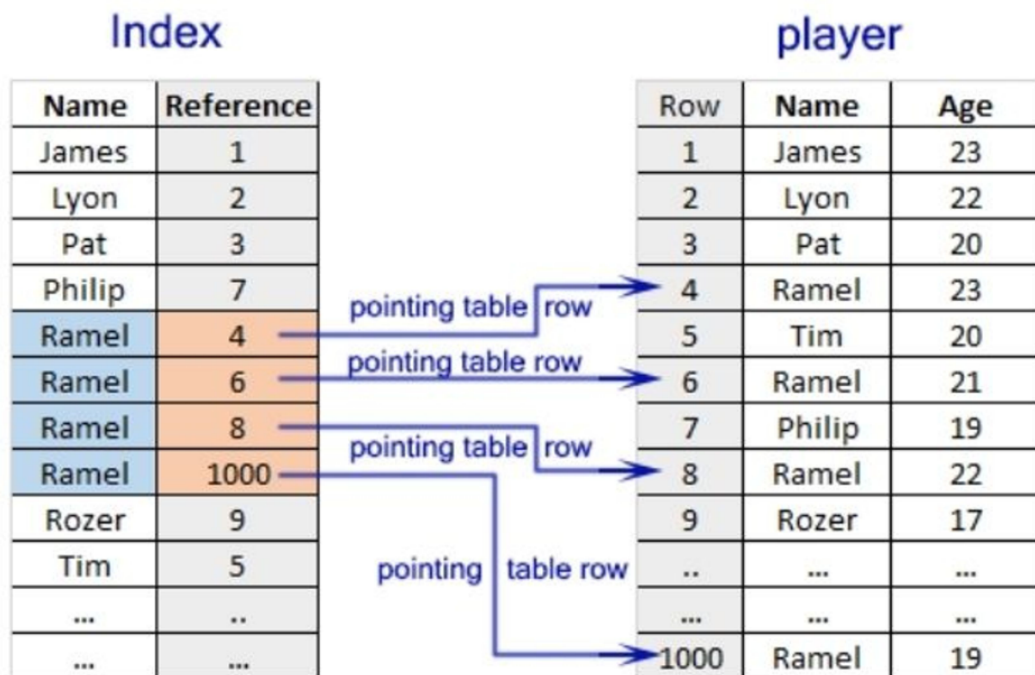 Index
player
Name Reference
James 1
Lyon 2
Pat 3
Philip 7
Ramel 4
Ramel 6
Ramel 8
Ramel 1000
Rozer 9
Tim 5
... ..
... ...
pointing table row
pointing table row
pointing table row
pointing table row
Row Name Age
1 James 23
2 Lyon 22
3 Pat 20
4 Ramel 23
5 Tim 20
6 Ramel 21
7 Philip 19
8 Ramel 22
9 Rozer 17
.. ... ...
... ... ...
1000 Ramel 19